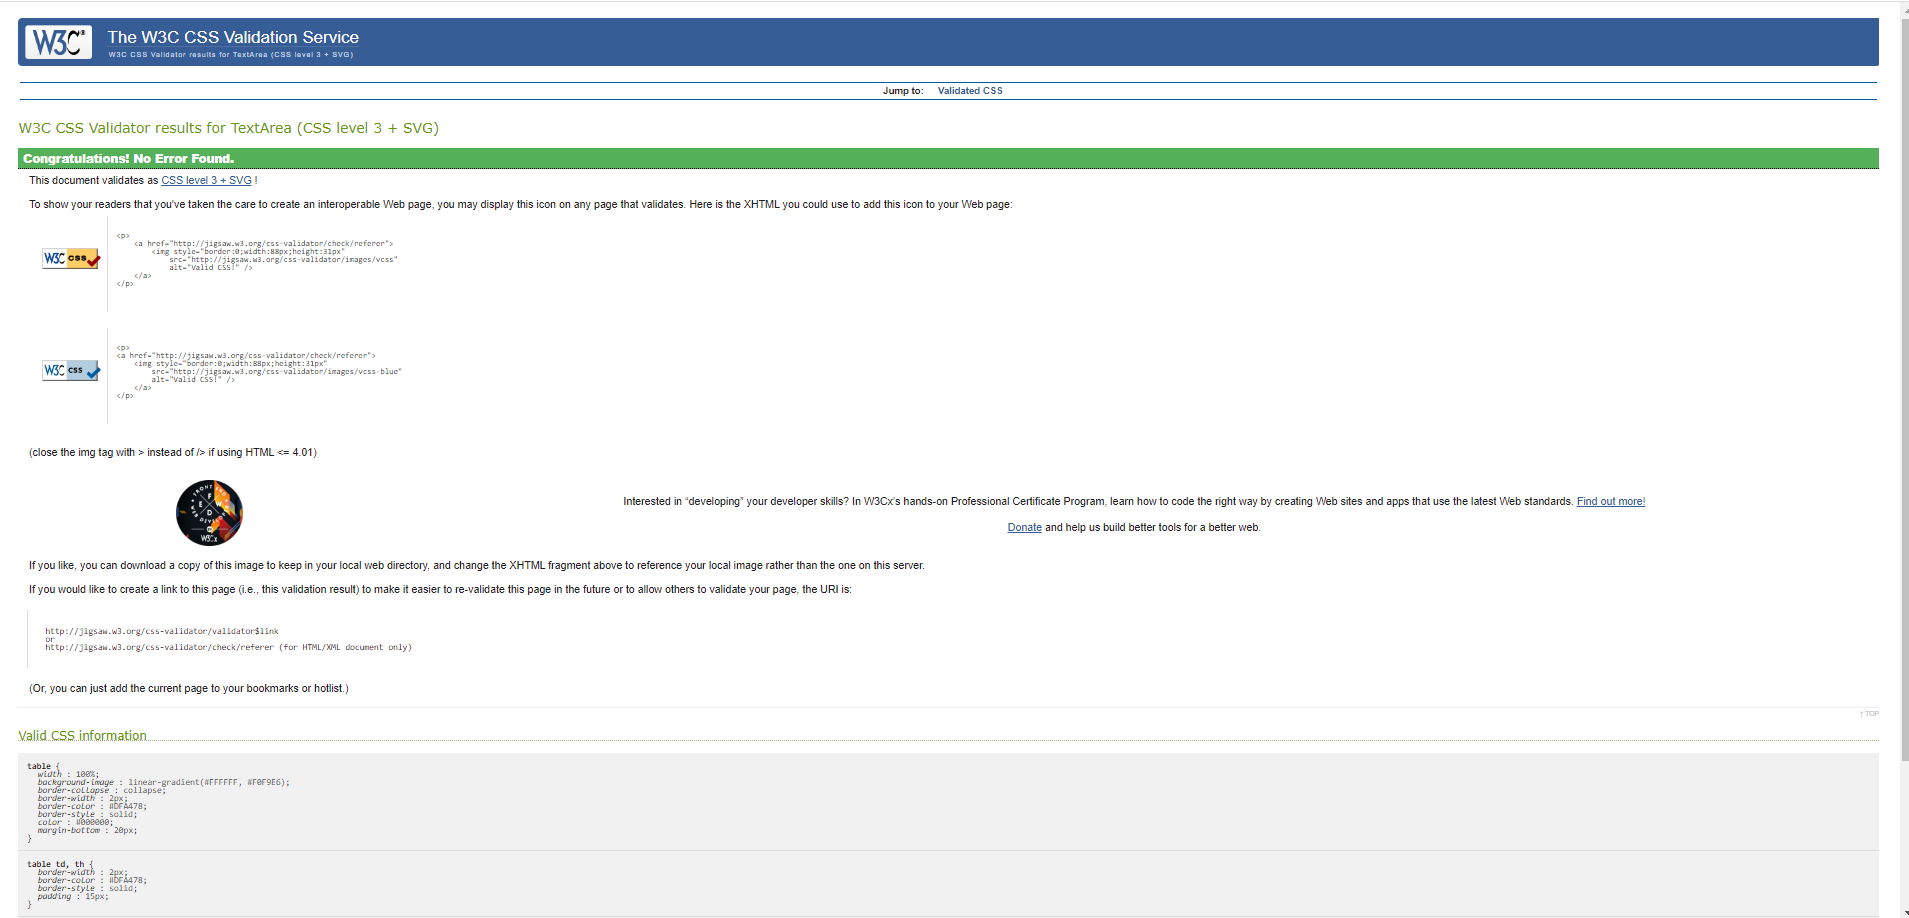 W3C®
The W3C CSS Validation Service
W3C CSS Validator results for TextArea (CSS level 3 + SVG)
Jump to: Validated CSS
W3C CSS Validator results for TextArea (CSS level 3 + SVG)
Congratulations! No Error Found.
This document validates as CSS level 3 + SVG !
To show your readers that you've taken the care to create an interoperable Web page, you may display this icon on any page that validates. Here is the XHTML you could use to add this icon to your Web page:
W3C css
<p>
<a href="http://jigsaw.w3.org/css-validator/check/referer">
<img style="border:0;width:88px;height:31px"
src="http://jigsaw.w3.org/css-validator/images/vcss"
alt="Valid CSS!" />
</a>
</p>
W3C css
<p>
<a href="http://jigsaw.w3.org/css-validator/check/referer">
<img style="border:0;width:88px;height:31px"
src="http://jigsaw.w3.org/css-validator/images/vcss-blue"
alt="Valid CSS!" />
</a>
</p>
(close the img tag with > instead of /> if using HTML <= 4.01)
W3Cx
Interested in “developing” your developer skills? In W3Cx's hands-on Professional Certificate Program, learn how to code the right way by creating Web sites and apps that use the latest Web standards. Find out more!
Donate and help us build better tools for a better web.
If you like, you can download a copy of this image to keep in your local web directory, and change the XHTML fragment above to reference your local image rather than the one on this server.
If you would like to create a link to this page (i.e., this validation result) to make it easier to re-validate this page in the future or to allow others to validate your page, the URI is:
http://jigsaw.w3.org/css-validator/validator$link
or
http://jigsaw.w3.org/css-validator/check/referer (for HTML/XML document only)
(Or, you can just add the current page to your bookmarks or hotlist.)
↑ TOP
Valid CSS information
table {
width : 100%;
background-image : linear-gradient(#FFFFFF, #F0F9E6);
border-collapse : collapse;
border-width : 2px;
border-color : #DFA478;
border-style : solid;
color : #000000;
margin-bottom : 20px;
}
table td, th {
border-width : 2px;
border-color : #DFA478;
border-style : solid;
padding : 15px;
}